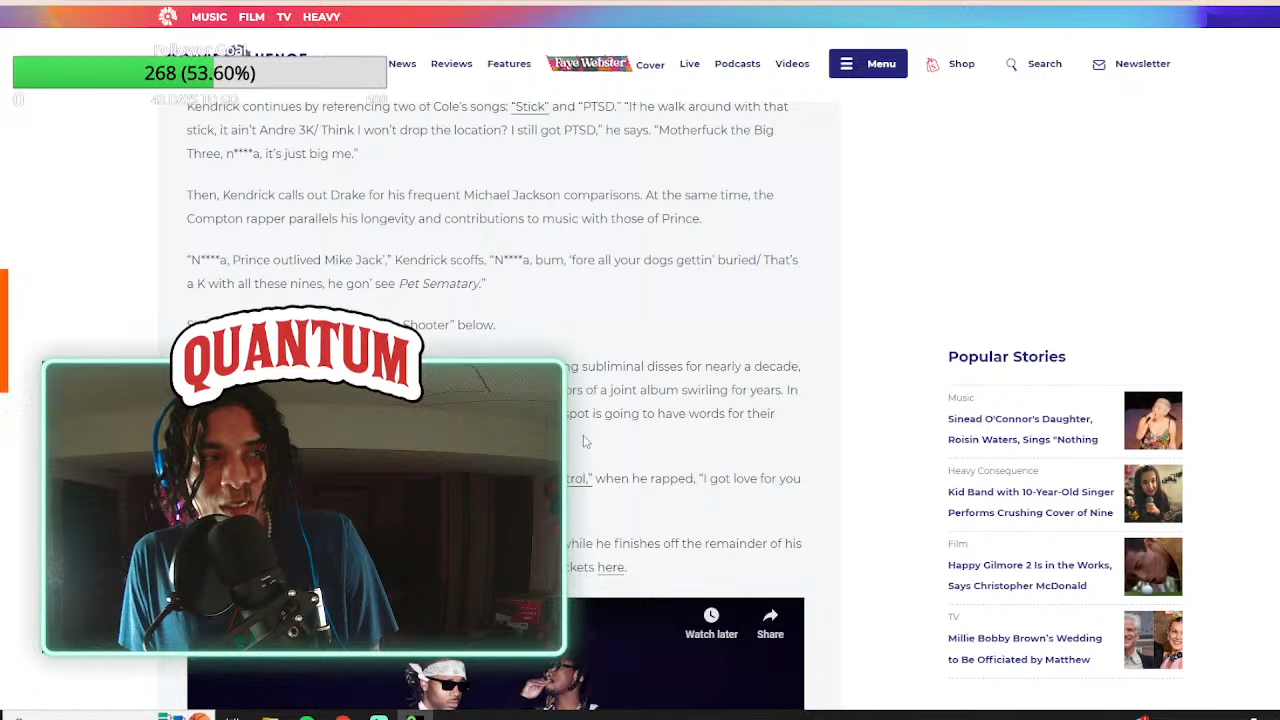 MUSIC FILM TV HEAVY
Follower Goal
268 (53.60%)
News Reviews Features Faye Webster Cover Live Podcasts Videos Menu Shop Search Newsletter
Kendrick continues by referencing two of Cole's songs: “Stick” and “PTSD.” “If he walk around with that
stick, it ain't Andre 3K/ Think I won't drop the location? I still got PTSD,” he says. “Motherfuck the Big
Three, n****a, it's just big me.”
Then, Kendrick calls out Drake for his frequent Michael Jackson comparisons. At the same time, the
Compton rapper parallels his longevity and contributions to music with those of Prince.
“N****a, Prince outlived Mike Jack',” Kendrick scoffs, “N****a, bum, ‘fore all your dogs gettin' buried/ That's
a K with all these nines, he gon' see Pet Sematary.”
Shooter” below.
QUANTUM
ng subliminal disses for nearly a decade,
ors of a joint album swirling for years. In
spot is going to have words for their
trol,” when he rapped, “I got love for you
while he finishes off the remainder of his
ckets here.
Watch later Share
Popular Stories
Music
Sinead O'Connor's Daughter,
Roisin Waters, Sings "Nothing
Heavy Consequence
Kid Band with 10-Year-Old Singer
Performs Crushing Cover of Nine
Film
Happy Gilmore 2 Is in the Works,
Says Christopher McDonald
TV
Millie Bobby Brown's Wedding
to Be Officiated by Matthew